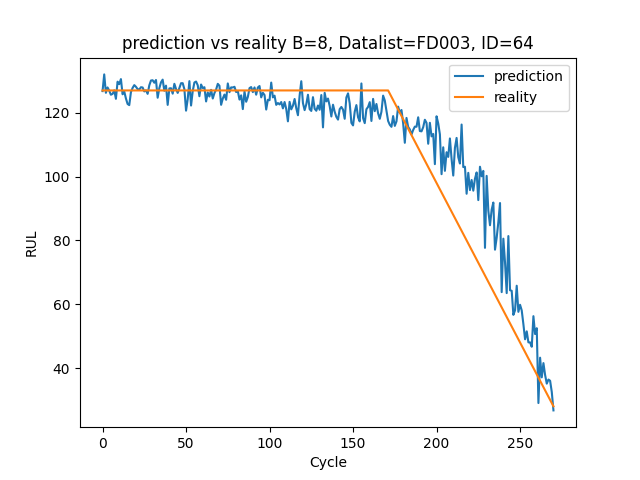 prediction vs reality B=8, Datalist=FD003, ID=64
prediction
reality
RUL
120
100
80
60
40
0 50 100 150 200 250
Cycle